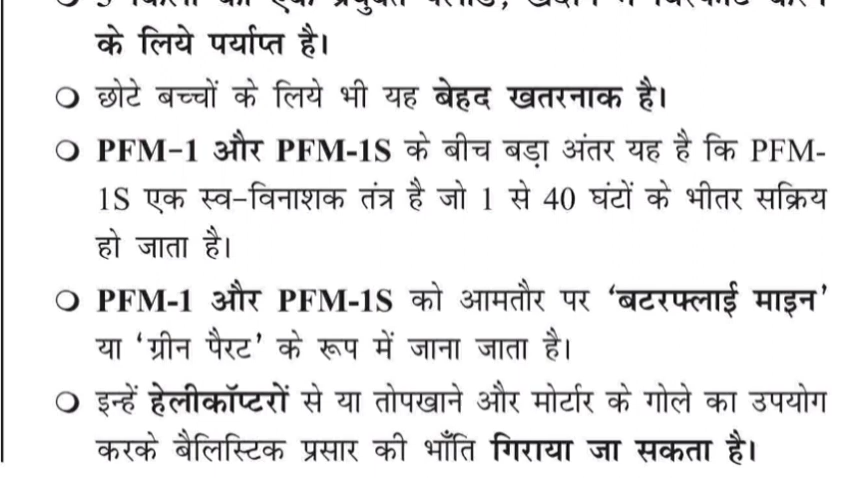 के लिये पर्याप्त है।
छोटे बच्चों के लिये भी यह बेहद खतरनाक है।
PFM-1 और PFM-1S के बीच बड़ा अंतर यह है कि PFM-
1S एक स्व-विनाशक तंत्र है जो 1 से 40 घंटों के भीतर सक्रिय
हो जाता है।
PFM-1 और PFM-1S को आमतौर पर ‘बटरफ्लाई माइन’
या ‘ग्रीन पैरट’ के रूप में जाना जाता है।
इन्हें हेलीकॉप्टरों से या तोपखाने और मोर्टार के गोले का उपयोग
करके बैलिस्टिक प्रसार की भाँति गिराया जा सकता है।